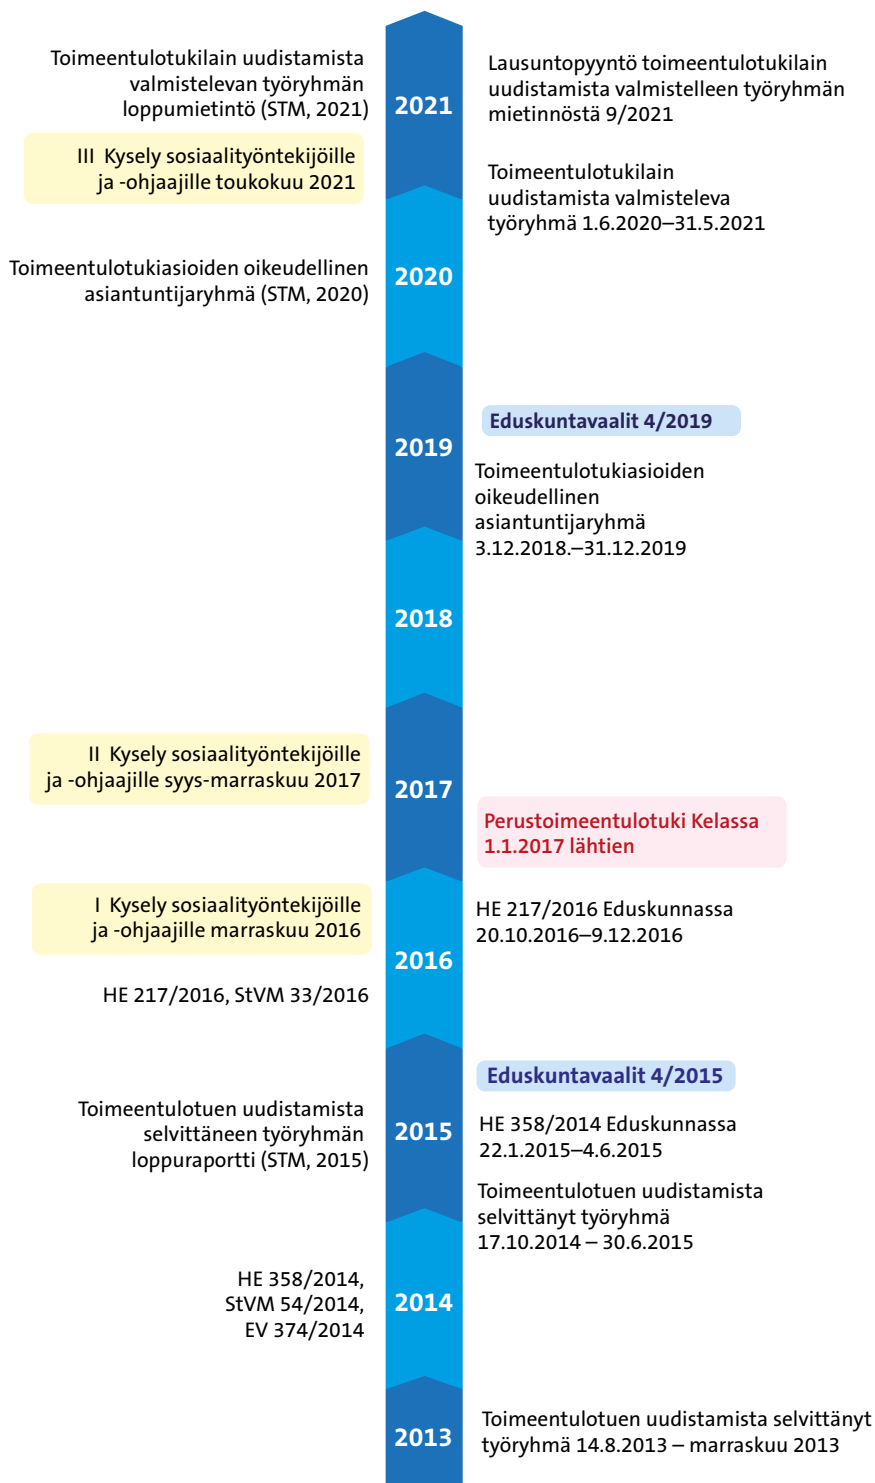 Toimeentulotukilain uudistamista
valmistelevan työryhmän
loppumietintö (STM, 2021)
2021
Lausuntopyyntö toimeentulotukilain
uudistamista valmistelleen työryhmän
mietinnöstä 9/2021
III Kysely sosiaalityöntekijöille
ja -ohjaajille toukokuu 2021
Toimeentulotukilain
uudistamista valmisteleva
työryhmä 1.6.2020–31.5.2021
Toimeentulotukiasioiden oikeudellinen
asiantuntijaryhmä (STM, 2020)
2020
2019
Eduskuntavaalit 4/2019
Toimeentulotukiasioiden
oikeudellinen
asiantuntijaryhmä
3.12.2018.–31.12.2019
2018
II Kysely sosiaalityöntekijöille
ja -ohjaajille syys-marraskuu 2017
2017
Perustoimeentulotuki Kelassa
1.1.2017 lähtien
I Kysely sosiaalityöntekijöille
ja -ohjaajille marraskuu 2016
HE 217/2016, StVM 33/2016
2016
HE 217/2016 Eduskunnassa
20.10.2016–9.12.2016
Toimeentulotuen uudistamista
selvittäneen työryhmän
loppuraportti (STM, 2015)
2015
Eduskuntavaalit 4/2015
HE 358/2014 Eduskunnassa
22.1.2015–4.6.2015
Toimeentulotuen uudistamista
selvittänyt työryhmä
17.10.2014 – 30.6.2015
HE 358/2014,
StVM 54/2014,
EV 374/2014
2014
2013
Toimeentulotuen uudistamista selvittänyt
työryhmä 14.8.2013 – marraskuu 2013